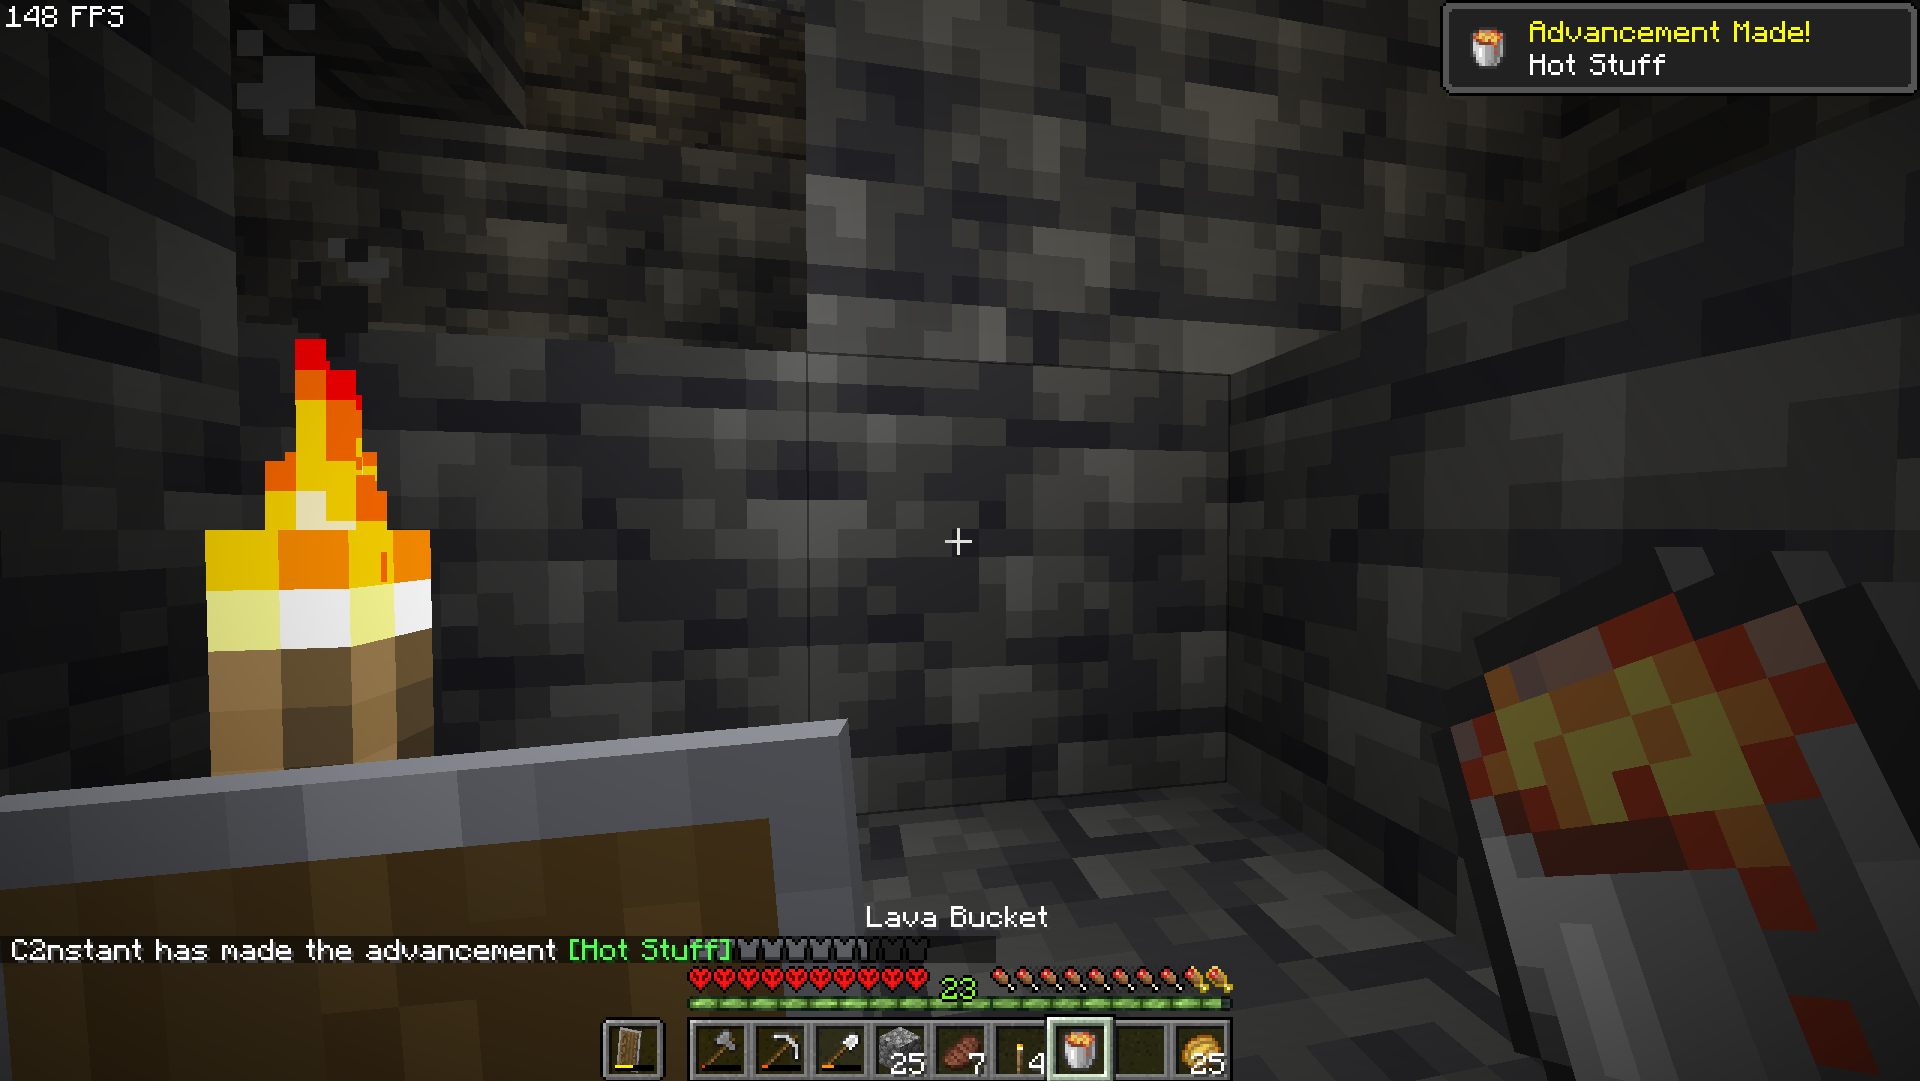 148 FPS
Advancement Made!
Hot Stuff
Lava Bucket
C2nstant has made the advancement [Hot Stuff]
23
25
7
4
25